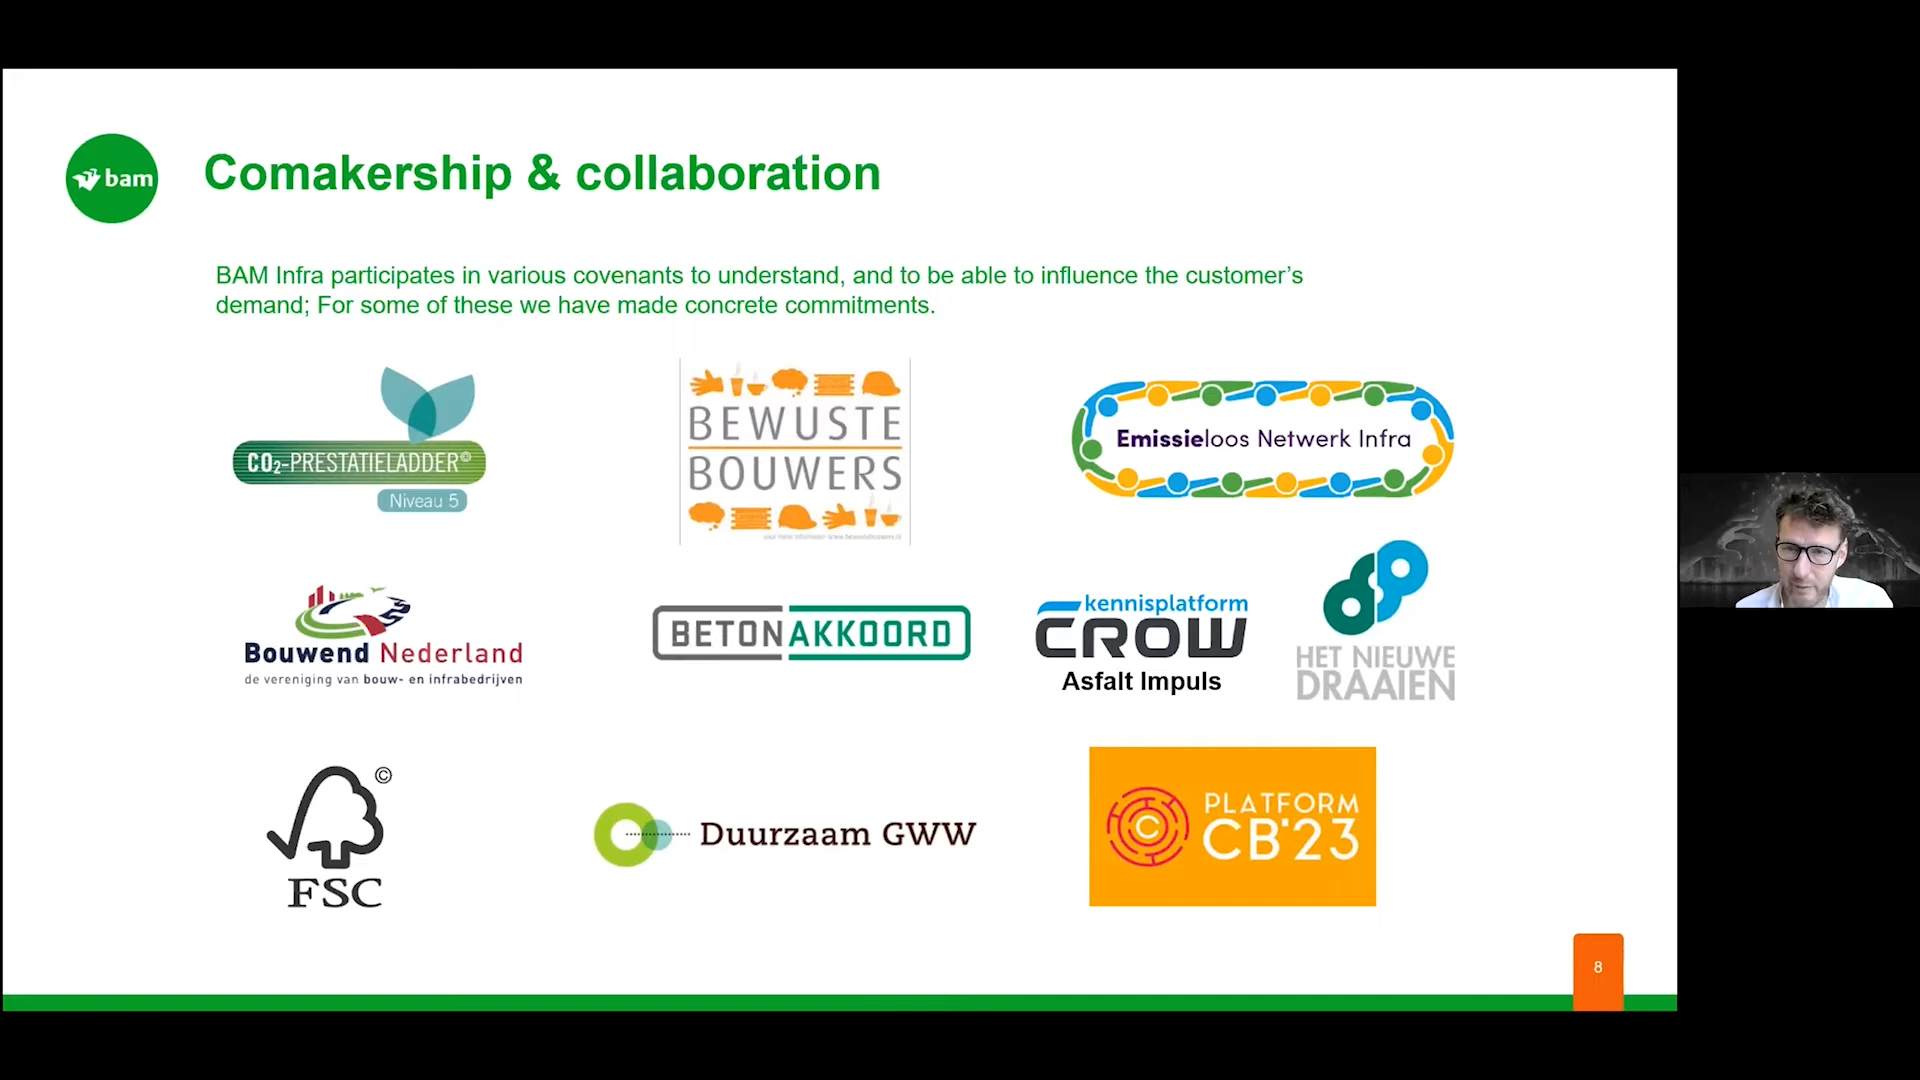 bam
Comakership & collaboration
BAM Infra participates in various covenants to understand, and to be able to influence the customer’s
demand; For some of these we have made concrete commitments.
CO₂-PRESTATIELADDER©
Niveau 5
BEWUSTE
BOUWERS
Emissieloos Netwerk Infra
Bouwend Nederland
de vereniging van bouw- en infrabedrijven
BETONAKKOORD
kennisplatform
CROW
Asfalt Impuls
HET NIEUWE
DRAAIEN
©
FSC
Duurzaam GWW
C
PLATFORM
CB'23
8